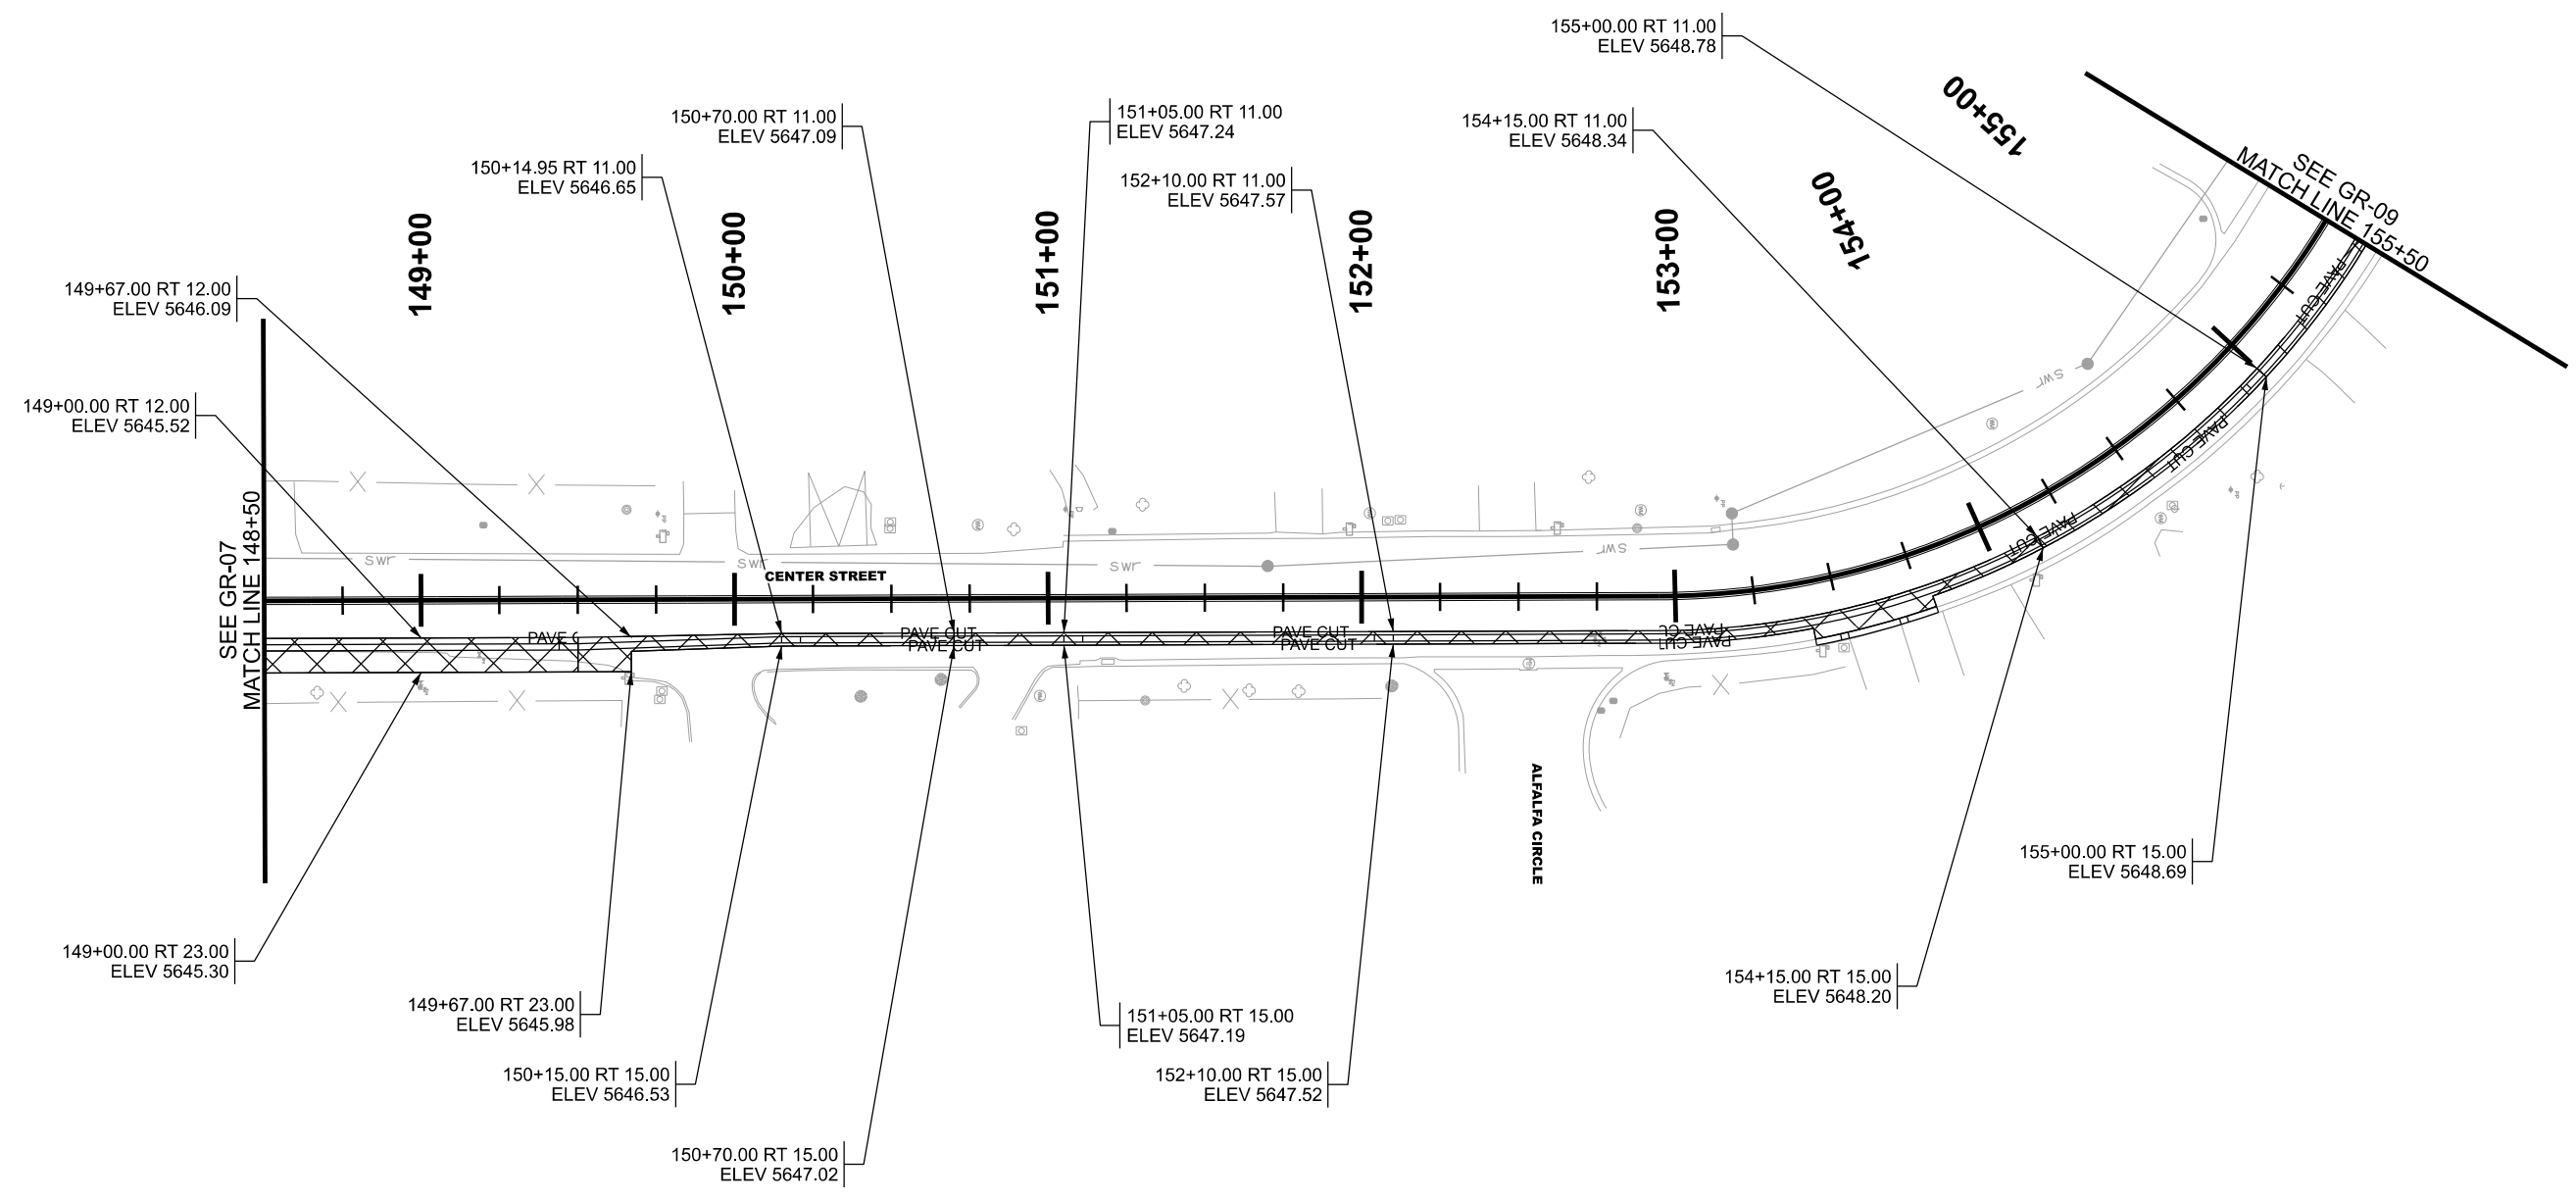 155+00.00 RT 11.00
ELEV 5648.78
155+00
150+70.00 RT 11.00
ELEV 5647.09
151+05.00 RT 11.00
ELEV 5647.24
154+15.00 RT 11.00
ELEV 5648.34
SEE GR-09
MATCH LINE 155+50
150+14.95 RT 11.00
ELEV 5646.65
152+10.00 RT 11.00
ELEV 5647.57
154+00
149+00
150+00
151+00
152+00
153+00
149+67.00 RT 12.00
ELEV 5646.09
PAVE CUT
swr
149+00.00 RT 12.00
ELEV 5645.52
PAVE CUT
SEE GR-07
MATCH LINE 148+50
swr
swr
swr
swr
PAVE CUT
CENTER STREET
PAVE C
PAVE CUT
PAVE CUT
PAVE CUT
PAVE CUT
PAVE CU
PAVE CUT
ALFALFA CIRCLE
155+00.00 RT 15.00
ELEV 5648.69
149+00.00 RT 23.00
ELEV 5645.30
154+15.00 RT 15.00
ELEV 5648.20
149+67.00 RT 23.00
ELEV 5645.98
151+05.00 RT 15.00
ELEV 5647.19
150+15.00 RT 15.00
ELEV 5646.53
152+10.00 RT 15.00
ELEV 5647.52
150+70.00 RT 15.00
ELEV 5647.02